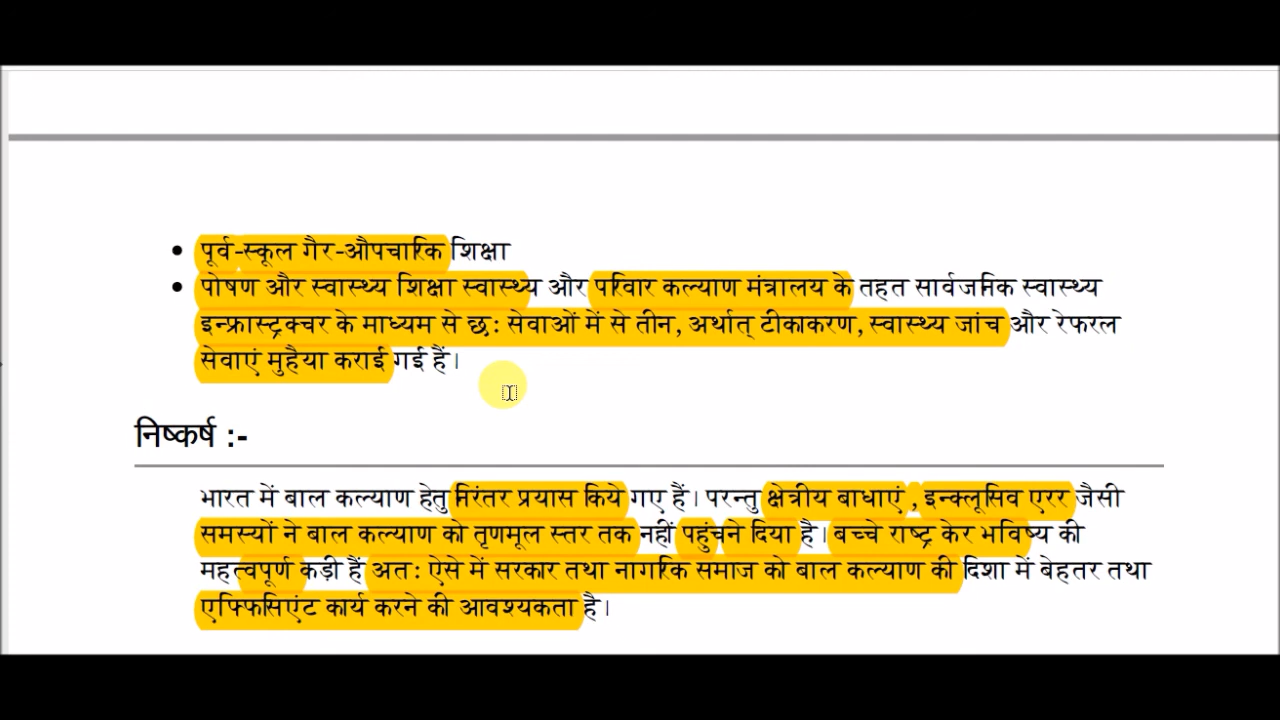 • पूर्व-स्कूल गैर-औपचारिक शिक्षा
• पोषण और स्वास्थ्य शिक्षा स्वास्थ्य और परिवार कल्याण मंत्रालय के तहत सार्वजनिक स्वास्थ्य
इन्फ्रास्ट्रक्चर के माध्यम से छः सेवाओं में से तीन, अर्थात् टीकाकरण, स्वास्थ्य जांच और रेफरल
सेवाएं मुहैया कराई गई हैं।
निष्कर्ष :-
भारत में बाल कल्याण हेतु निरंतर प्रयास किये गए हैं। परन्तु क्षेत्रीय बाधाएं , इन्क्लूसिव एरर जैसी
समस्यों ने बाल कल्याण को तृणमूल स्तर तक नहीं पहुंचने दिया है। बच्चे राष्ट्र केर भविष्य की
महत्वपूर्ण कड़ी हैं अतः ऐसे में सरकार तथा नागरिक समाज को बाल कल्याण की दिशा में बेहतर तथा
एफ्फिसिएंट कार्य करने की आवश्यकता है।